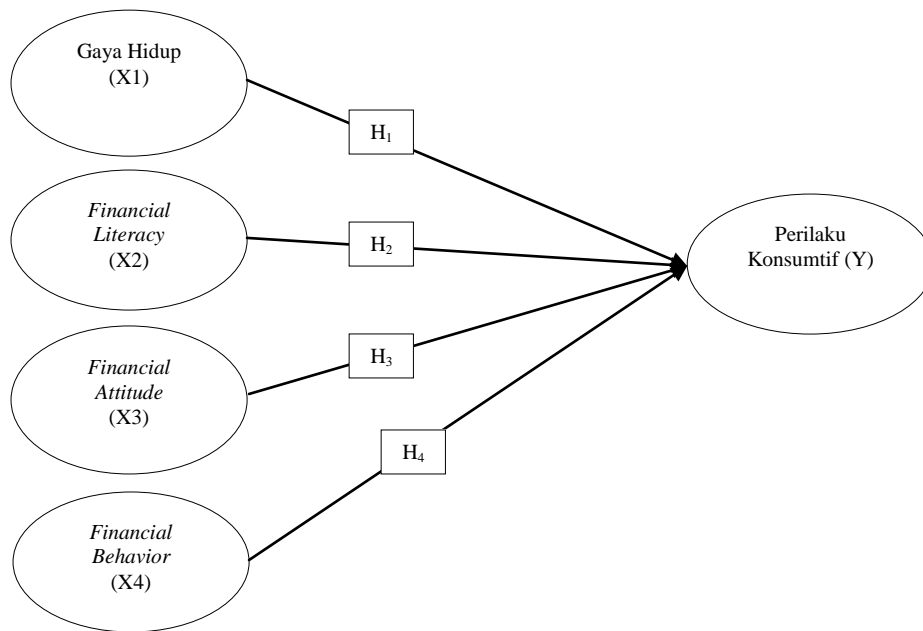 Gaya Hidup
(X1)
H₁
Financial
Literacy
(X2)
H₂
Perilaku
Konsumtif (Y)
Financial
Attitude
(X3)
H₃
H₄
Financial
Behavior
(X4)